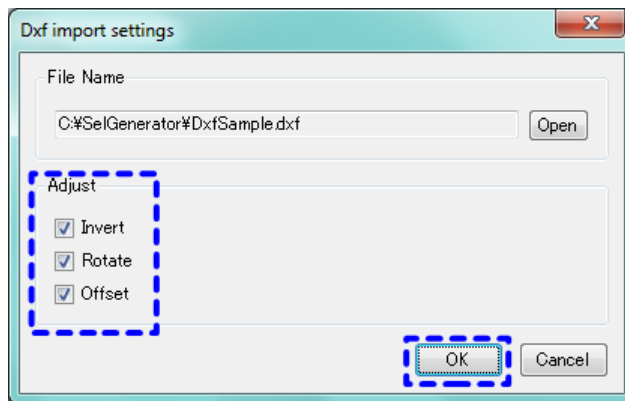 Dxf import settings
File Name
C:¥SelGenerator¥DxfSample.dxf
Open
Adjust
Invert
Rotate
Offset
OK
Cancel